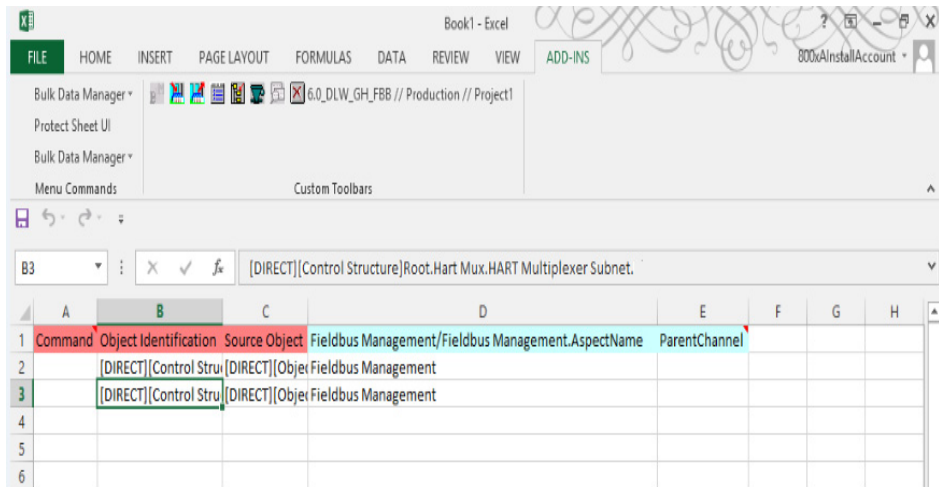 Book1 - Excel
FILE HOME INSERT PAGE LAYOUT FORMULAS DATA REVIEW VIEW ADD-INS 800xAInstallAccount
Bulk Data Manager 6.0_DLW_GH_FBB // Production // Project1
Protect Sheet UI
Bulk Data Manager
Menu Commands Custom Toolbars
B3 fx [DIRECT][Control Structure]Root.Hart Mux.HART Multiplexer Subnet.
A B C D E F G H
1 Command Object Identification Source Object Fieldbus Management/Fieldbus Management.AspectName ParentChannel
2 [DIRECT][Control Stru [DIRECT][Obje Fieldbus Management
3 [DIRECT][Control Stru [DIRECT][Obje Fieldbus Management
4
5
6